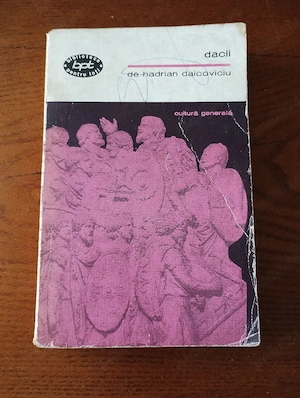 biblioteca
bpt
pentru toți
dacii
de hadrian daicoviciu
cultură generală